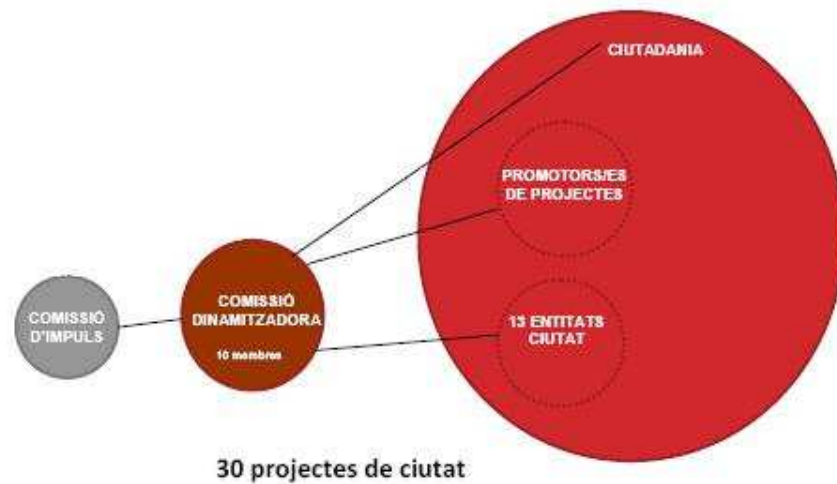 CIUTADANIA
PROMOTORS/ES
DE PROJECTES
COMISSIÓ
DINAMITZADORA
10 membres
COMISSIÓ
D'IMPULS
13 ENTITATS
CIUTAT
30 projectes de ciutat